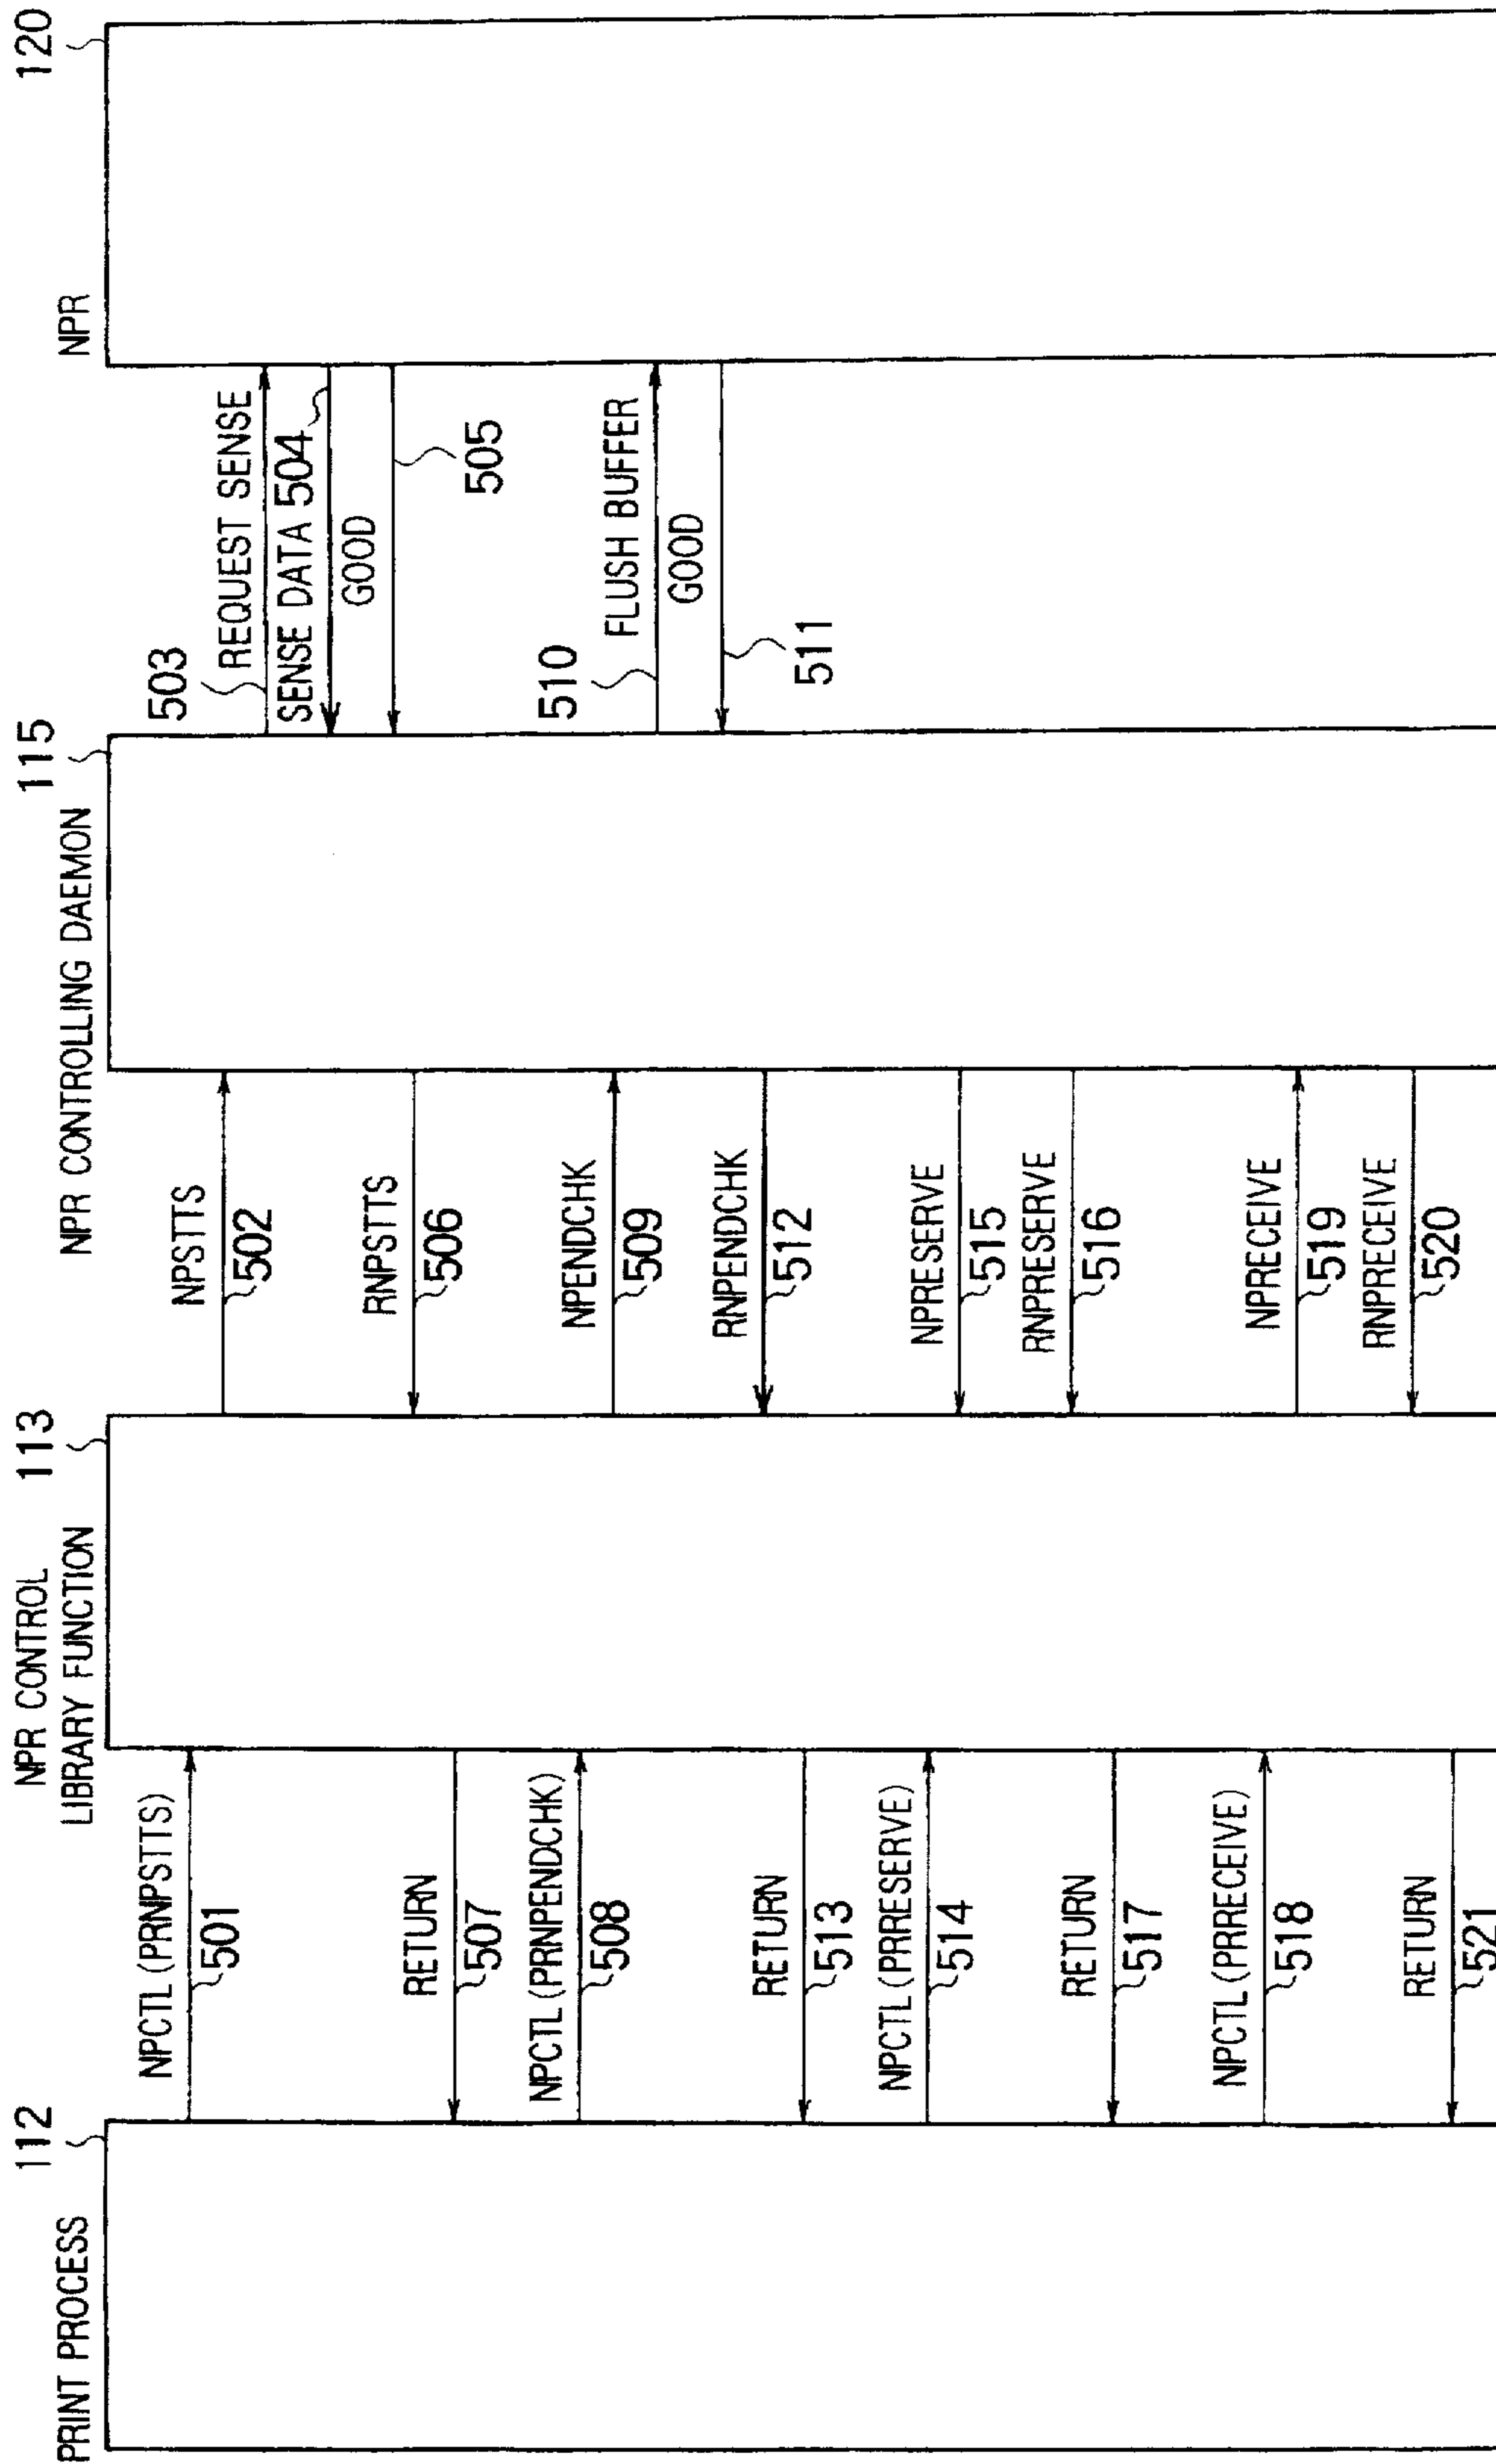 PRINT PROCESS
112
NPR CONTROL
LIBRARY FUNCTION
113
NPR CONTROLLING DAEMON
115
NPR
120
NPCTL(PRNPSTTS)
501
NPSTTS
502
503
REQUEST SENSE
SENSE DATA 504
GOOD
505
RNPSTTS
506
RETURN
507
NPCTL(PRNPENDCHK)
508
NPENDCHK
509
510
FLUSH BUFFER
GOOD
511
RNPENDCHK
512
RETURN
513
NPCTL(PRRESERVE)
514
NPRESERVE
515
RNPRESERVE
516
RETURN
517
NPCTL(PRRECEIVE)
518
NPRECEIVE
519
RNPRECEIVE
520
RETURN
521